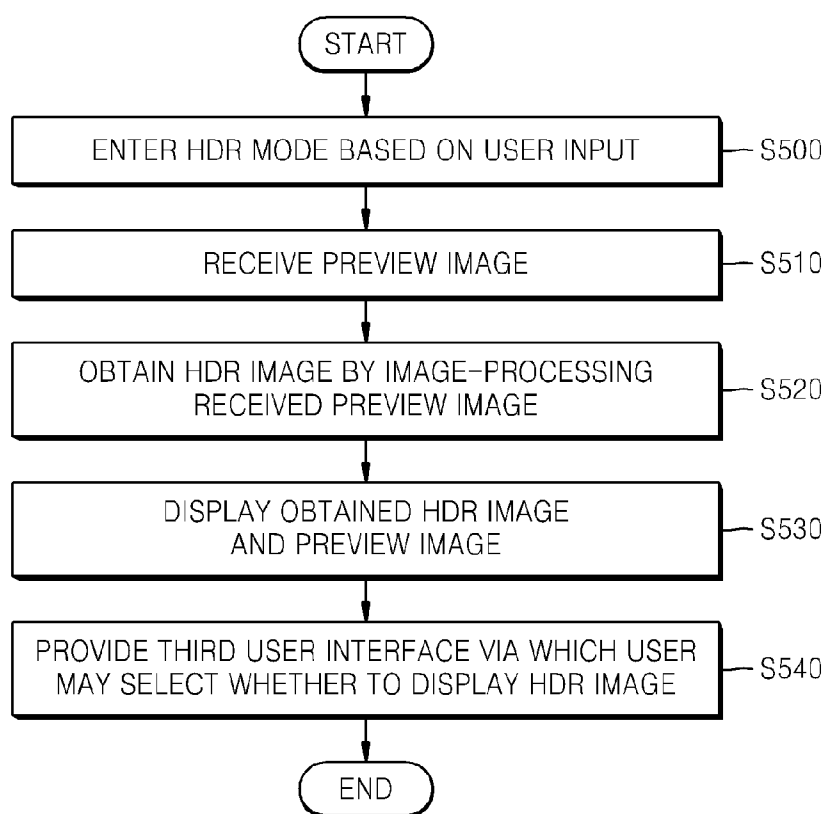 START
ENTER HDR MODE BASED ON USER INPUT
S500
RECEIVE PREVIEW IMAGE
S510
OBTAIN HDR IMAGE BY IMAGE-PROCESSING
RECEIVED PREVIEW IMAGE
S520
DISPLAY OBTAINED HDR IMAGE
AND PREVIEW IMAGE
S530
PROVIDE THIRD USER INTERFACE VIA WHICH USER
MAY SELECT WHETHER TO DISPLAY HDR IMAGE
S540
END